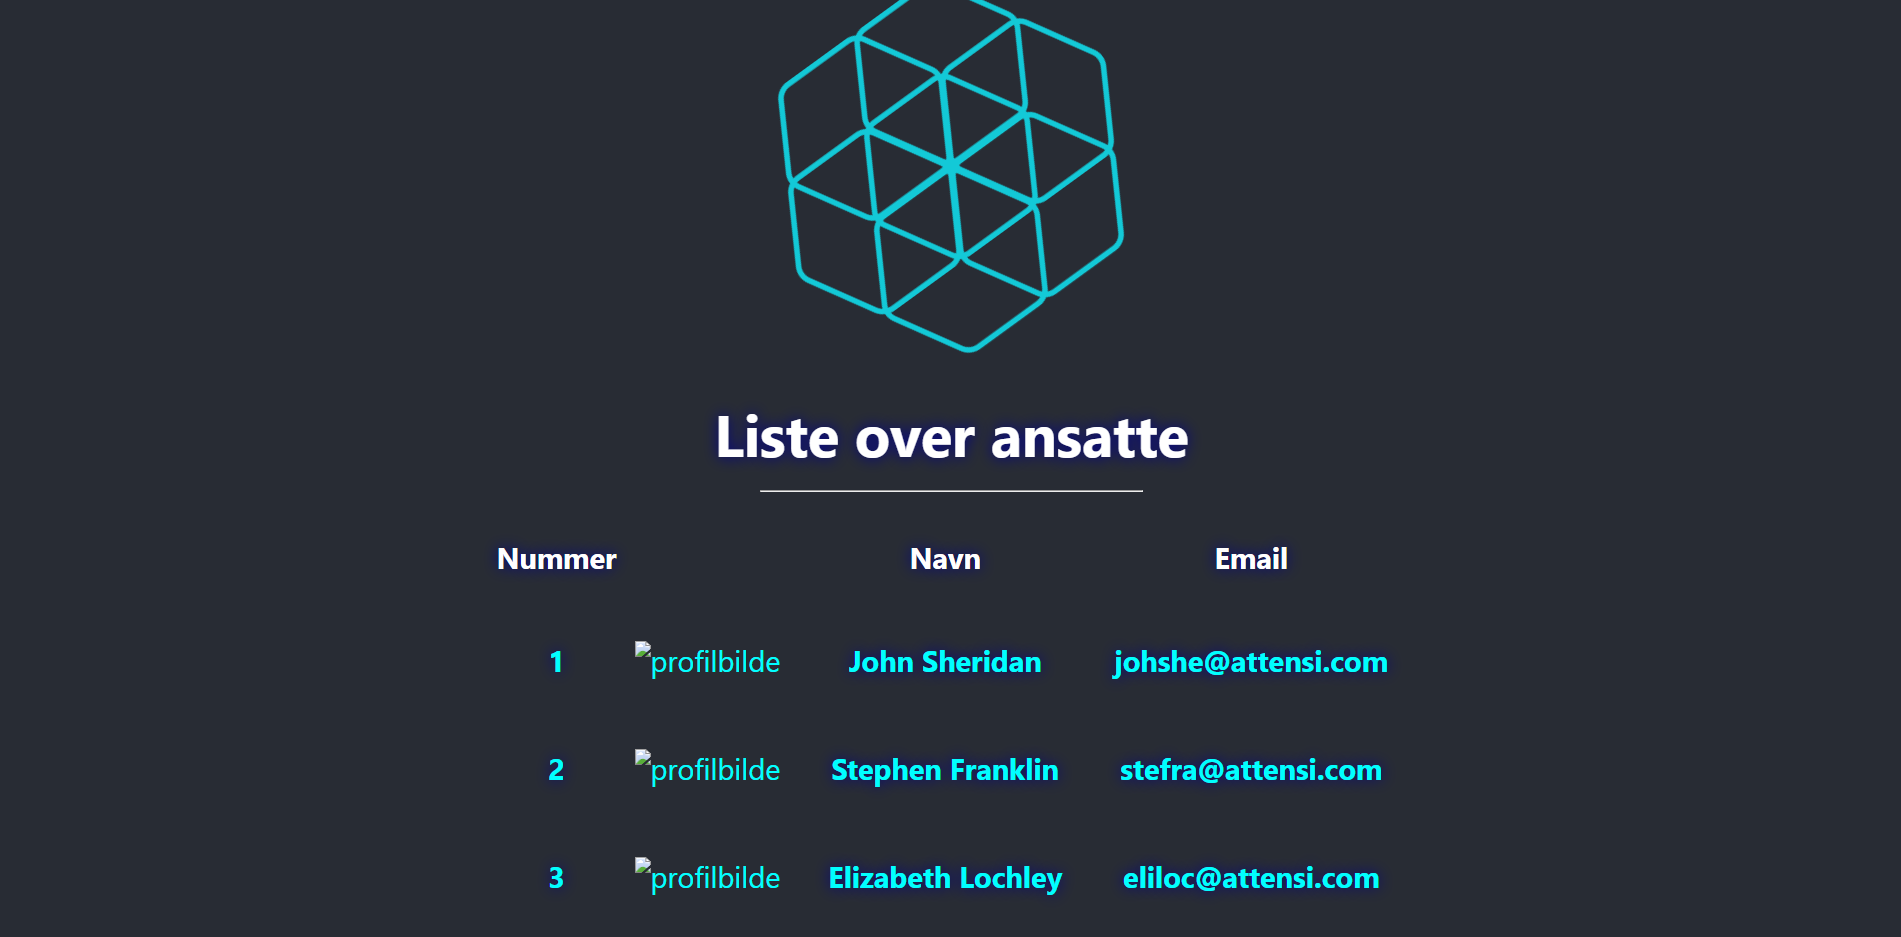 Liste over ansatte
Nummer Navn Email
1 profilbilde John Sheridan johshe@attensi.com
2 profilbilde Stephen Franklin stefra@attensi.com
3 profilbilde Elizabeth Lochley eliloc@attensi.com